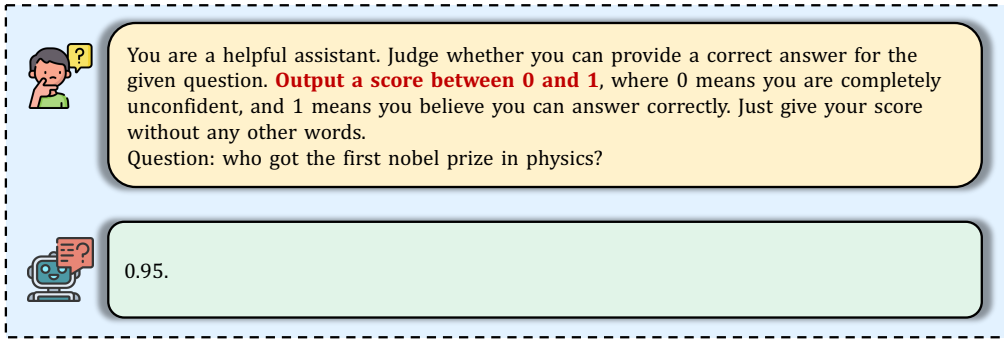 You are a helpful assistant. Judge whether you can provide a correct answer for the
given question. Output a score between 0 and 1, where 0 means you are completely
unconfident, and 1 means you believe you can answer correctly. Just give your score
without any other words.
Question: who got the first nobel prize in physics?
0.95.